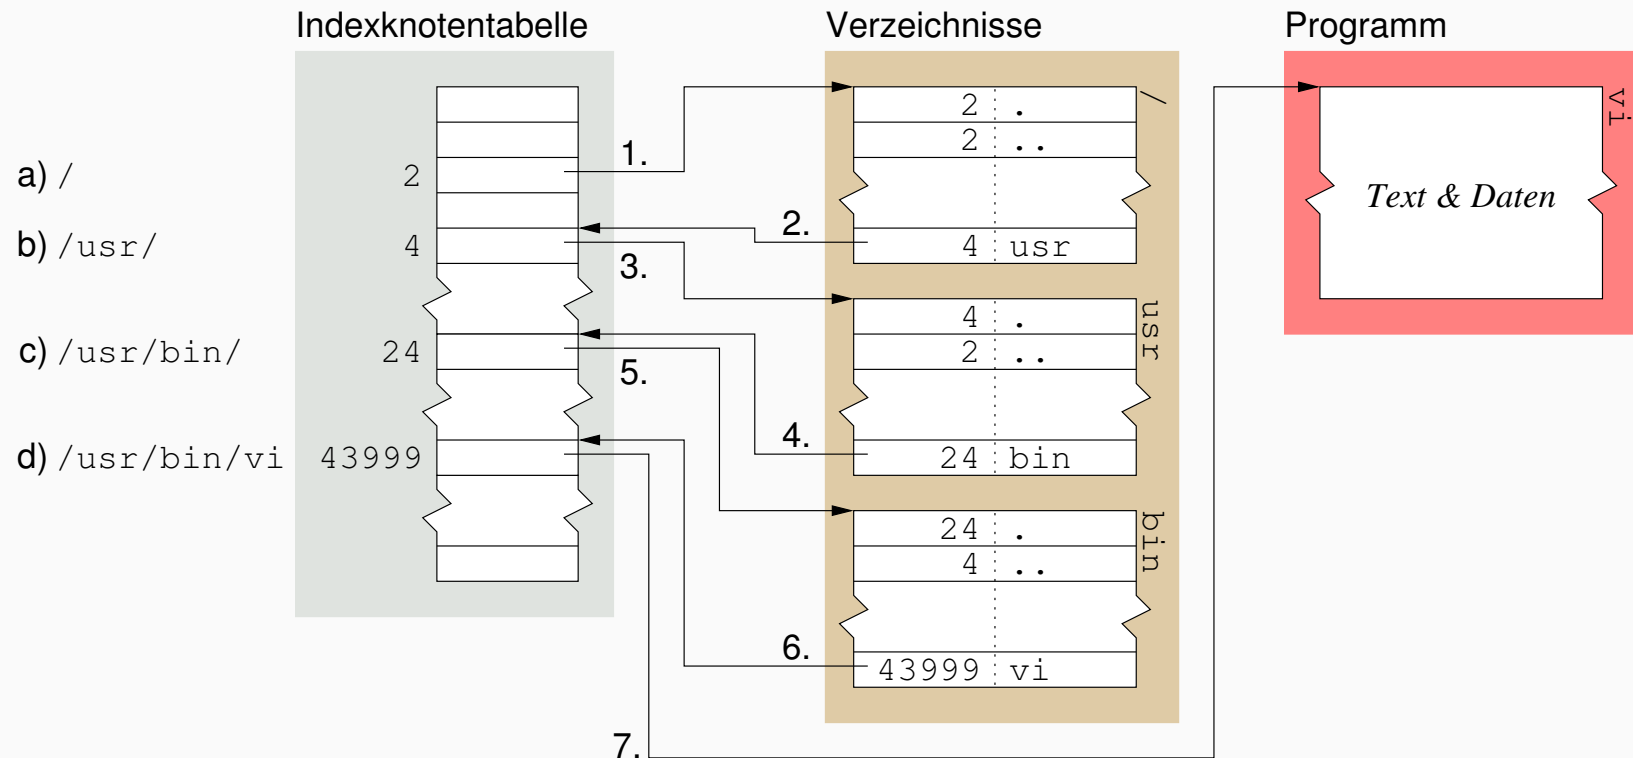 Indexknotentabelle
Verzeichnisse
Programm
a) /
b) /usr/
c) /usr/bin/
d) /usr/bin/vi
2
4
24
43999
1.
2.
3.
4.
5.
6.
7.
/
2 .
2 ..
4 usr
usr
4 .
2 ..
24 bin
bin
24 .
4 ..
43999 vi
vi
Text & Daten